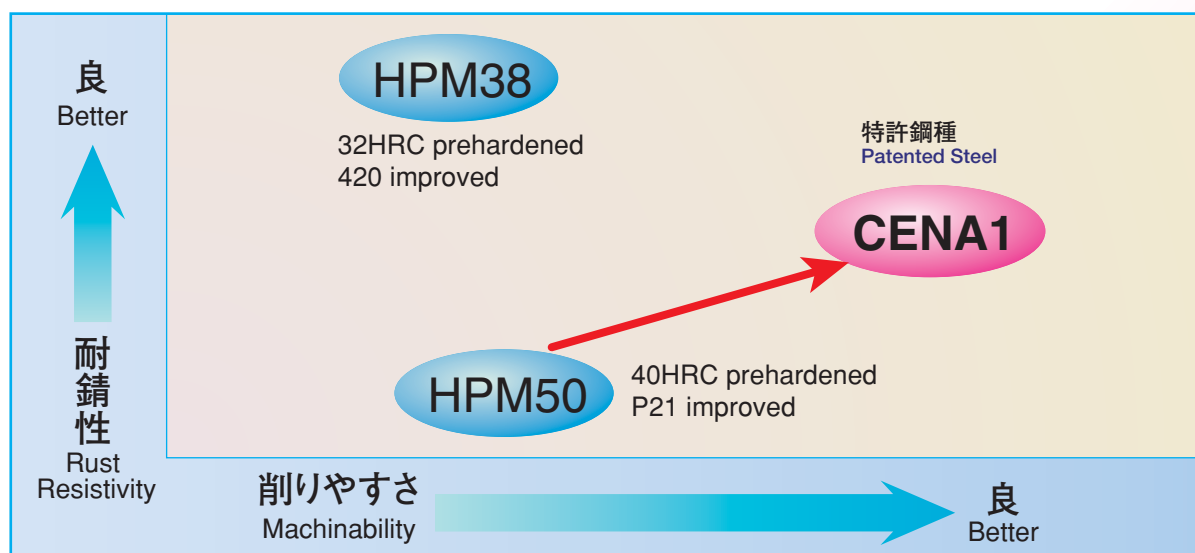 良
Better
耐錆性
Rust
Resistivity
HPM38
32HRC prehardened
420 improved
特許鋼種
Patented Steel
CENA1
HPM50
40HRC prehardened
P21 improved
削りやすさ
Machinability
良
Better